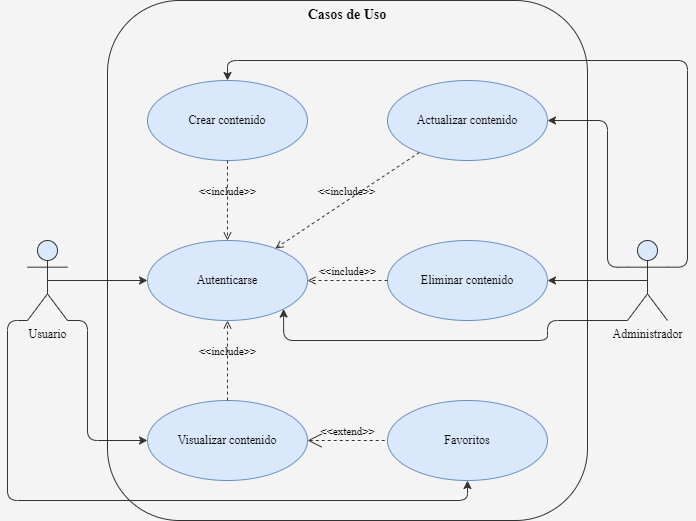 Casos de Uso
Crear contenido
Actualizar contenido
<<include>>
<<include>>
Autenticarse
<<include>>
Eliminar contenido
Usuario
Administrador
<<include>>
Visualizar contenido
<<extend>>
Favoritos